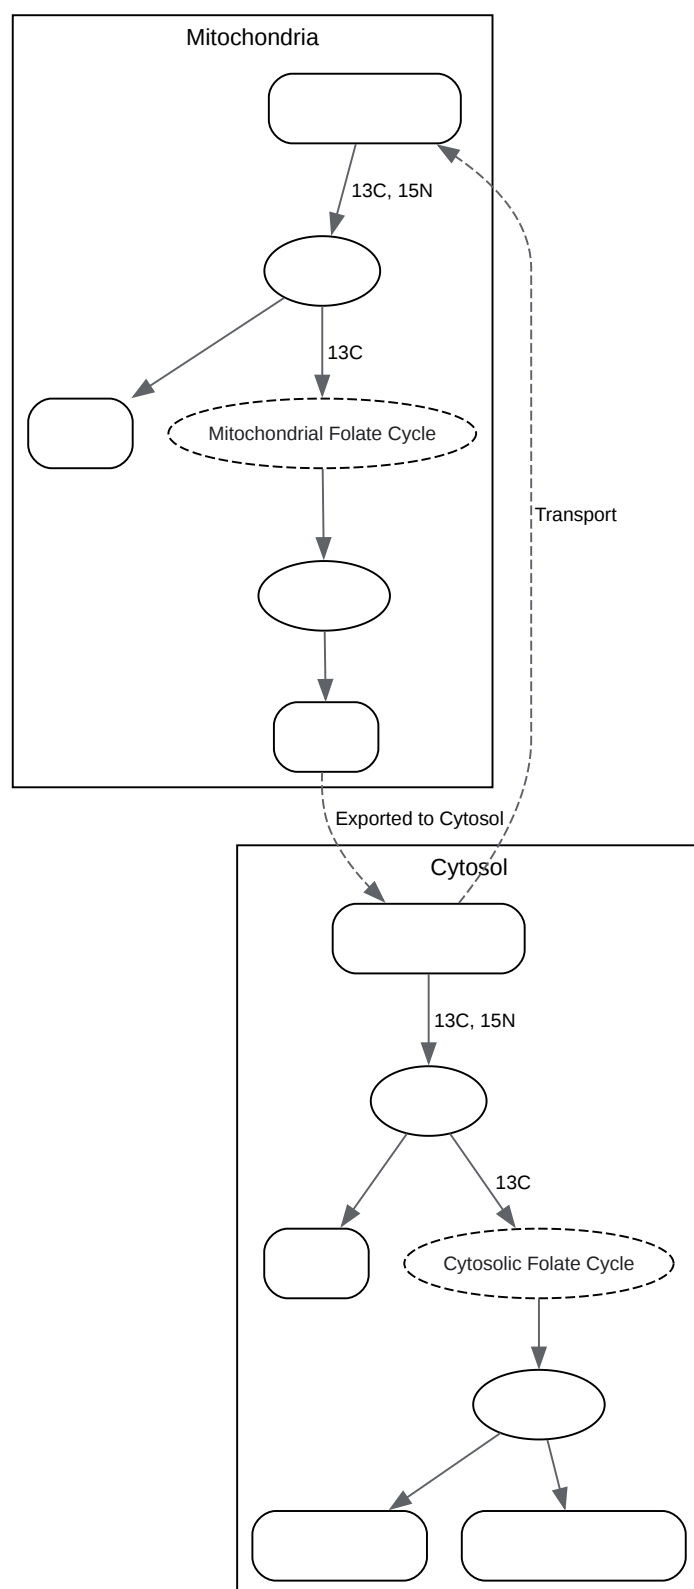 Mitochondria
13C, 15N
13C
Mitochondrial Folate Cycle
Transport
Exported to Cytosol
Cytosol
13C, 15N
13C
Cytosolic Folate Cycle